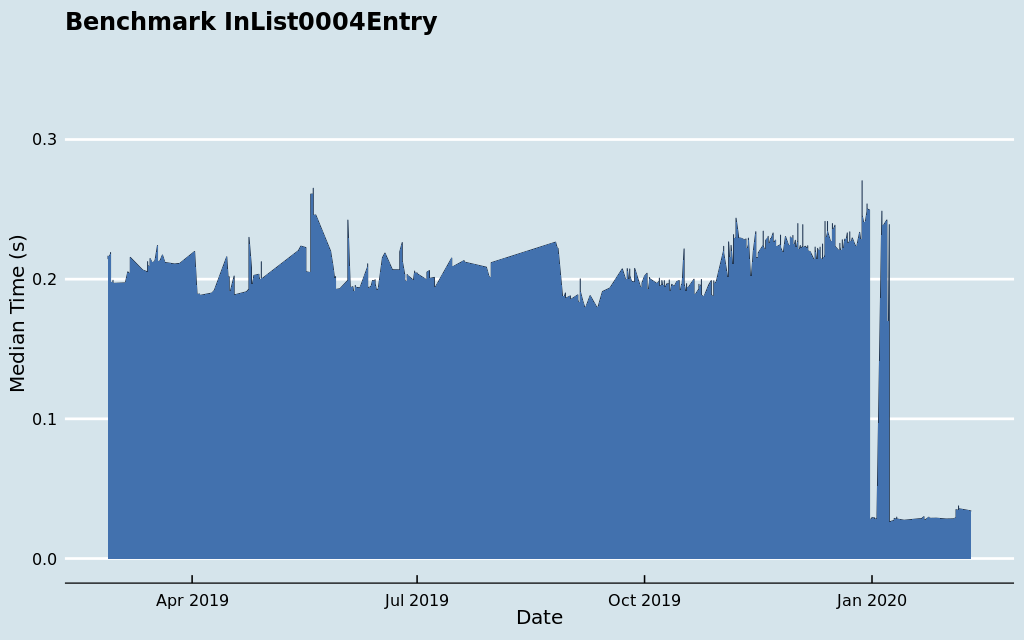 Benchmark InList0004Entry
0.3
0.2
0.1
0.0
Median Time (s)
Apr 2019
Jul 2019
Oct 2019
Jan 2020
Date